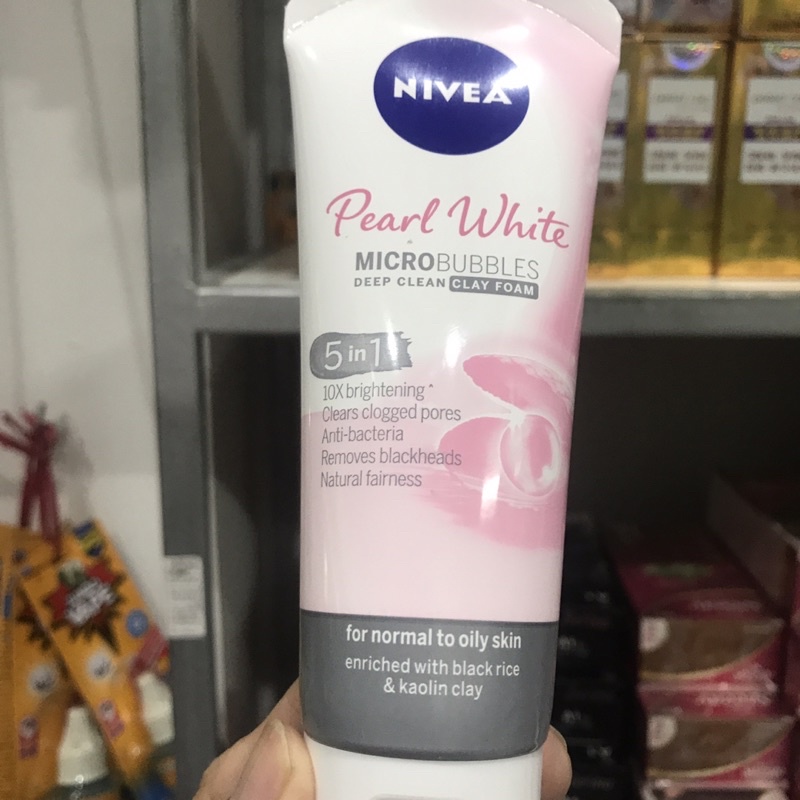 NIVEA
Pearl White
MICROBUBBLES
DEEP CLEAN CLAY FOAM
5 in 1
10X brightening^
Clears clogged pores
Anti-bacteria
Removes blackheads
Natural fairness
for normal to oily skin
enriched with black rice
& kaolin clay